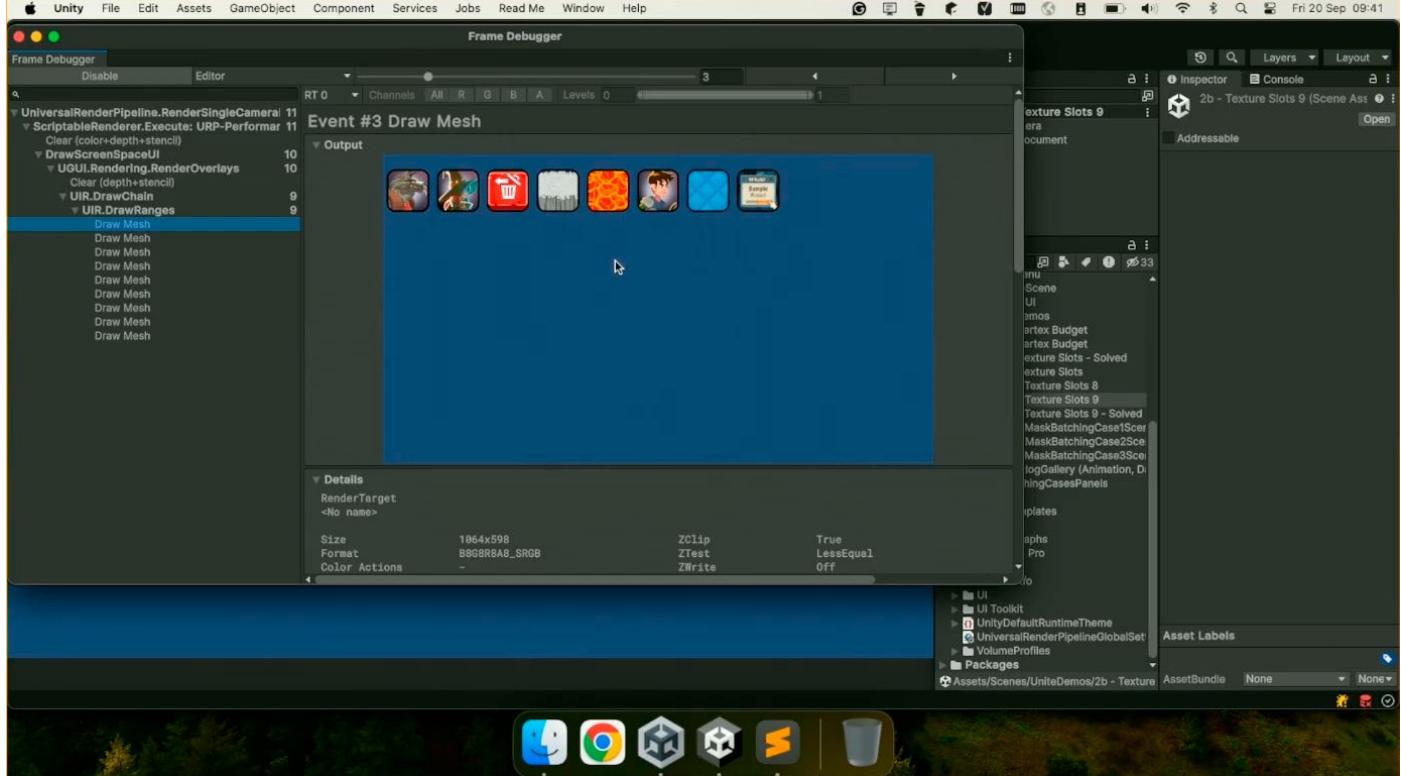 Unity File Edit Assets GameObject Component Services Jobs Read Me Window Help Fri 20 Sep 09:41
Frame Debugger
Frame Debugger
Disable Editor 3
RT 0 Channels All R G B A Levels 0 1
UniversalRenderPipeline.RenderSingleCameraI 11
ScriptableRenderer.Execute: URP-Performar 11
Clear (color+depth+stencil)
DrawScreenSpaceUI 10
UGUI.Rendering.RenderOverlays 10
Clear (depth+stencil)
UIR.DrawChain 9
UIR.DrawRanges 9
Draw Mesh
Draw Mesh
Draw Mesh
Draw Mesh
Draw Mesh
Draw Mesh
Draw Mesh
Draw Mesh
Draw Mesh
Event #3 Draw Mesh
Output
Sample
Details
RenderTarget
<No name>
Size 1064x598 ZClip True
Format B8G8R8A8_SRGB ZTest LessEqual
Color Actions - ZWrite Off
Layers Layout
exture Slots 9
era
ocument
33
enu
Scene
UI
emos
ertex Budget
ertex Budget
exture Slots - Solved
exture Slots
Texture Slots 8
Texture Slots 9
Texture Slots 9 - Solved
MaskBatchingCase1Scer
MaskBatchingCase2Sce
MaskBatchingCase3Sce
logGallery (Animation, D
hingCasesPanels
mplates
aphs
Pro
UI
UI Toolkit
UnityDefaultRuntimeTheme
UniversalRenderPipelineGlobalSet
VolumeProfiles
Packages
Assets/Scenes/UniteDemos/2b - Texture
Inspector Console
2b - Texture Slots 9 (Scene Ass
Open
Addressable
Asset Labels
AssetBundle None None